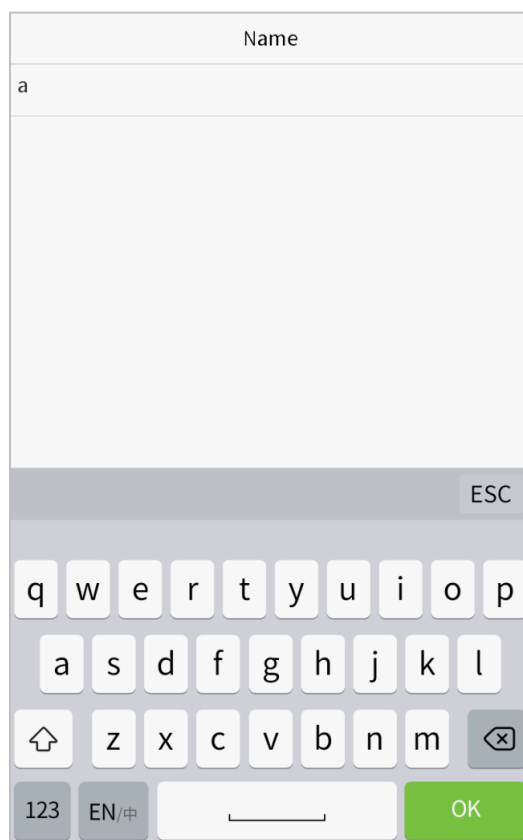 Name
a
ESC
q w e r t y u i o p
a s d f g h j k l
z x c v b n m
123 EN/中 OK